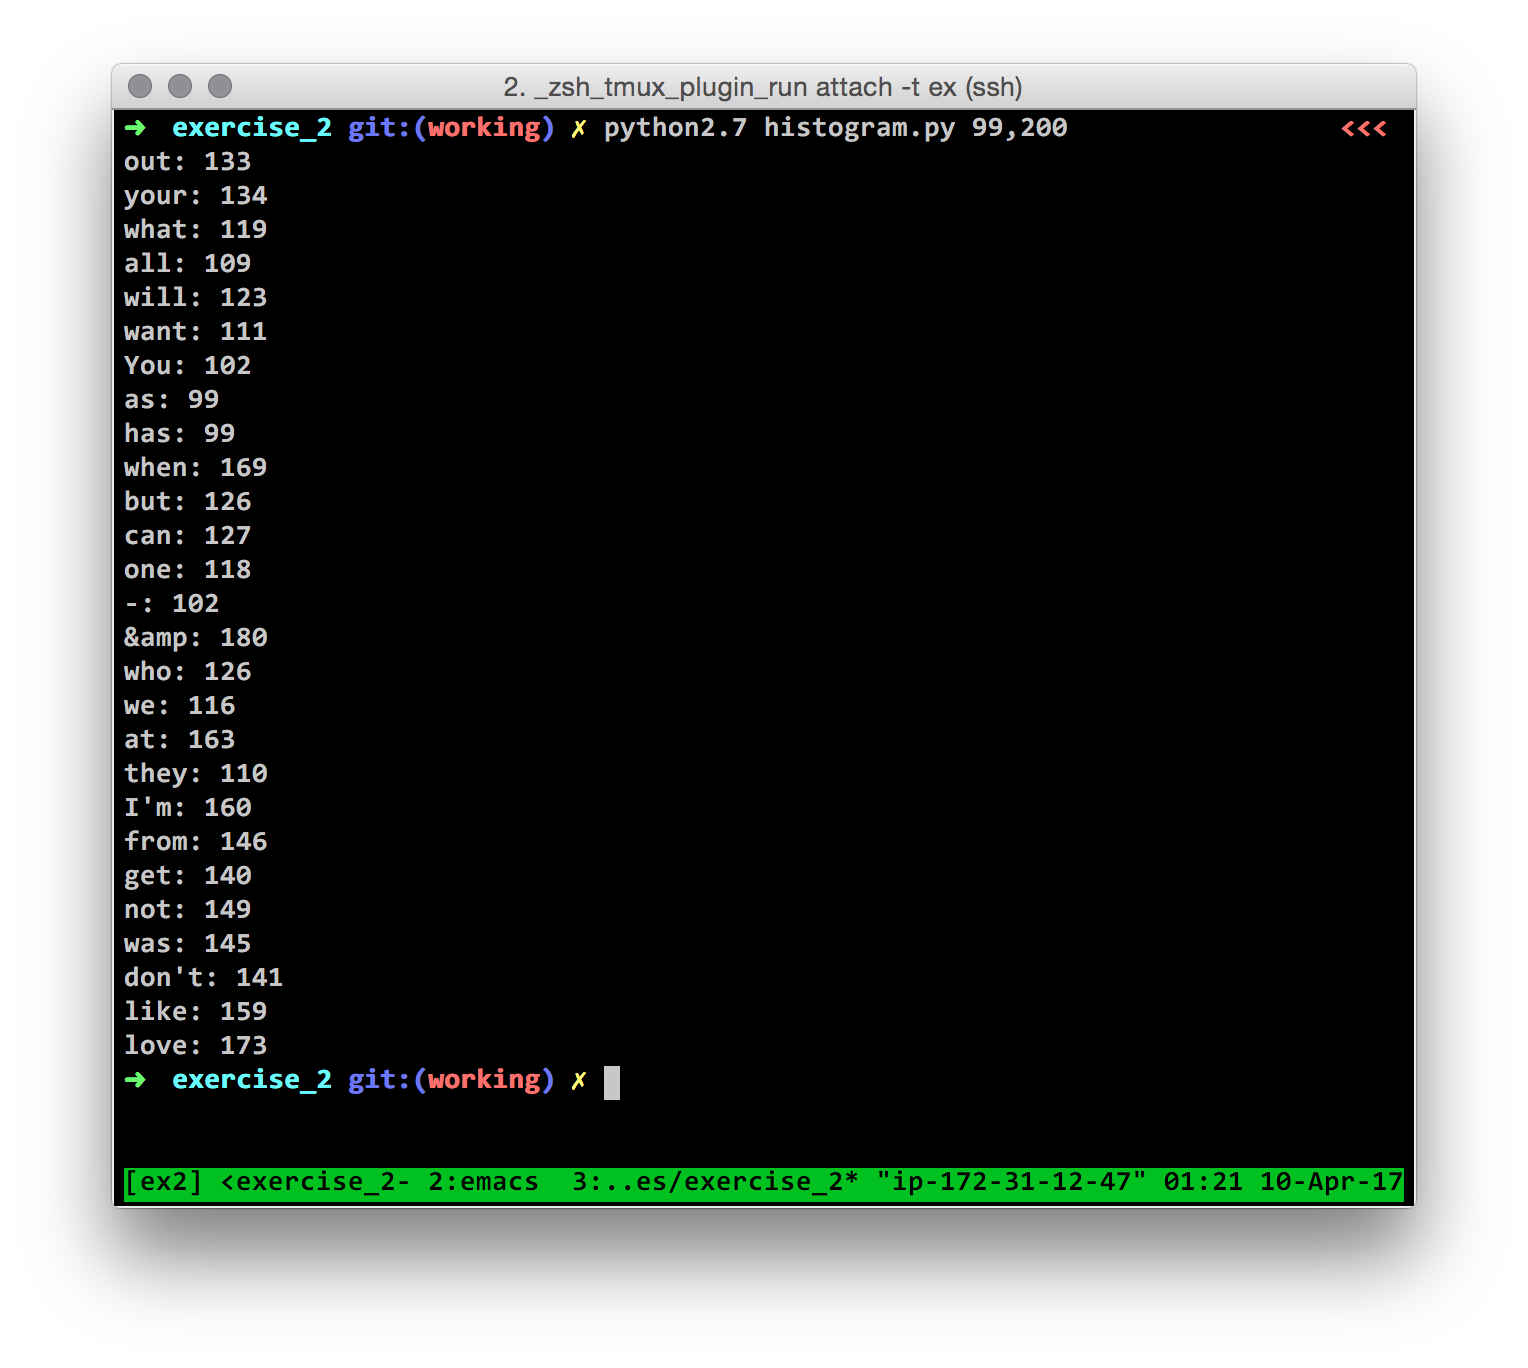 2. _zsh_tmux_plugin_run attach -t ex (ssh)
➜ exercise_2 git:(working) ✗ python2.7 histogram.py 99,200 <<<
out: 133
your: 134
what: 119
all: 109
will: 123
want: 111
You: 102
as: 99
has: 99
when: 169
but: 126
can: 127
one: 118
-: 102
&amp: 180
who: 126
we: 116
at: 163
they: 110
I'm: 160
from: 146
get: 140
not: 149
was: 145
don't: 141
like: 159
love: 173
➜ exercise_2 git:(working) ✗
[ex2] <exercise_2- 2:emacs 3:..es/exercise_2* "ip-172-31-12-47" 01:21 10-Apr-17